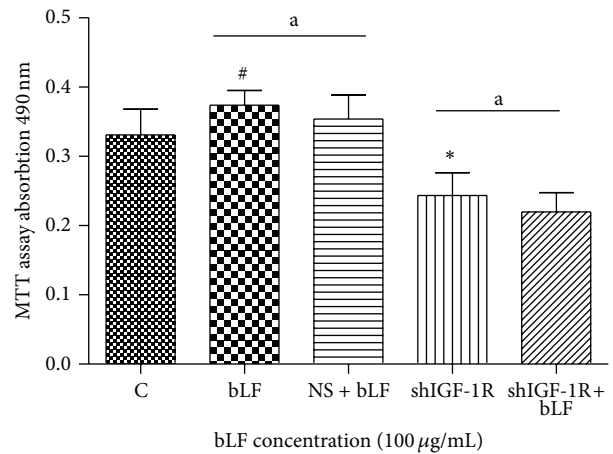 MTT assay absorbtion 490 nm
0.5
0.4
0.3
0.2
0.1
0.0
a
#
a
*
C
bLF
NS + bLF
shIGF-1R
shIGF-1R+
bLF
bLF concentration (100 μg/mL)